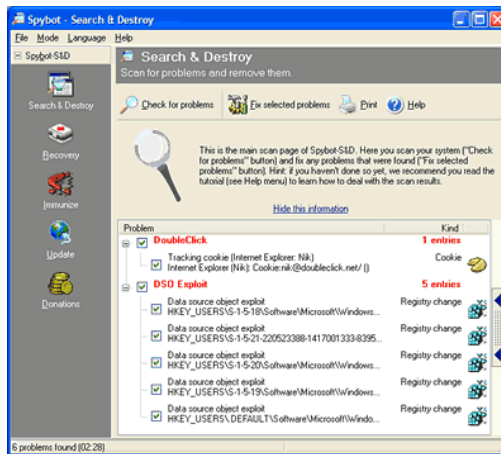 Spybot - Search & Destroy
File Mode Language Help
Spybot-S&D
Search & Destroy
Recovery
Immunize
Update
Donations
Search & Destroy
Scan for problems and remove them.
Check for problems Fix selected problems Print Help
This is the main scan page of Spybot-S&D. Here you scan your system ("Check
for problems" button) and fix any problems that were found ("Fix selected
problems" button). Hint: if you haven't done so yet, we recommend you read the
tutorial (see Help menu) to learn how to deal with the scan results.
Hide this information
Problem Kind
DoubleClick 1 entries
Tracking cookie (Internet Explorer: Nik) Cookie
Internet Explorer (Nik): Cookie:nik@doubleclick.net/ ()
DSO Exploit 5 entries
Data source object exploit Registry change
HKEY_USERS\S-1-5-18\Software\Microsoft\Windows...
Data source object exploit Registry change
HKEY_USERS\S-1-5-21-220523388-1417001333-8395...
Data source object exploit Registry change
HKEY_USERS\S-1-5-20\Software\Microsoft\Windows...
Data source object exploit Registry change
HKEY_USERS\S-1-5-19\Software\Microsoft\Windows...
Data source object exploit Registry change
HKEY_USERS\.DEFAULT\Software\Microsoft\Windo...
6 problems found (02:28)